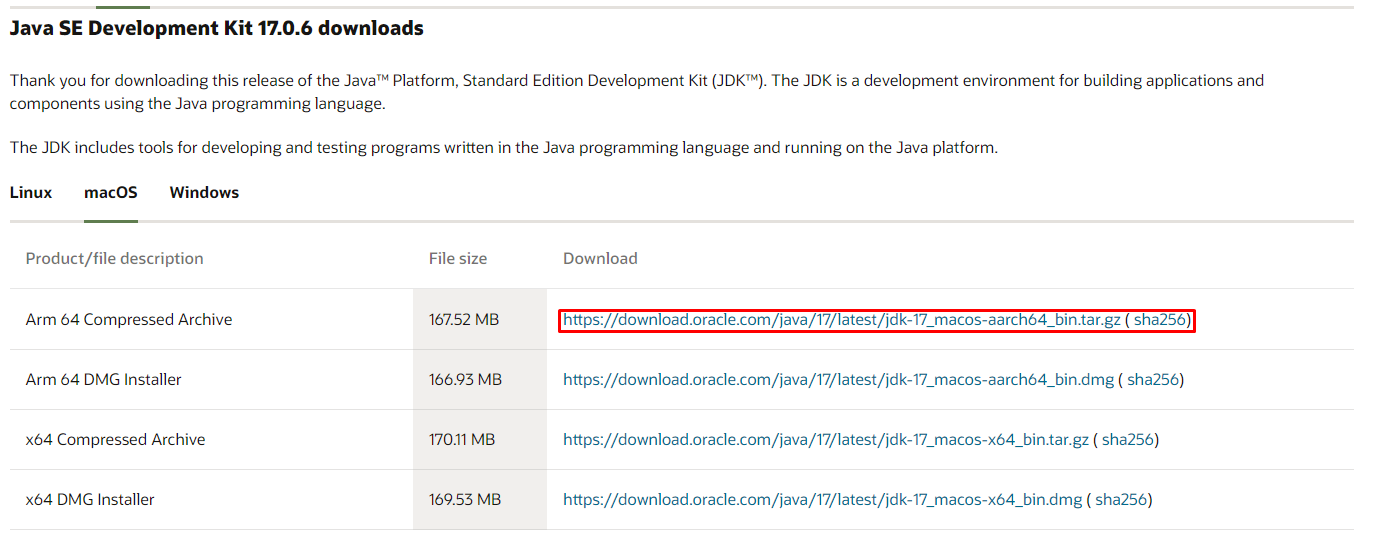 Java SE Development Kit 17.0.6 downloads
Thank you for downloading this release of the Java™ Platform, Standard Edition Development Kit (JDK™). The JDK is a development environment for building applications and
components using the Java programming language.
The JDK includes tools for developing and testing programs written in the Java programming language and running on the Java platform.
Linux macOS Windows
Product/file description File size Download
Arm 64 Compressed Archive 167.52 MB https://download.oracle.com/java/17/latest/jdk-17_macos-aarch64_bin.tar.gz ( sha256)
Arm 64 DMG Installer 166.93 MB https://download.oracle.com/java/17/latest/jdk-17_macos-aarch64_bin.dmg ( sha256)
x64 Compressed Archive 170.11 MB https://download.oracle.com/java/17/latest/jdk-17_macos-x64_bin.tar.gz ( sha256)
x64 DMG Installer 169.53 MB https://download.oracle.com/java/17/latest/jdk-17_macos-x64_bin.dmg ( sha256)